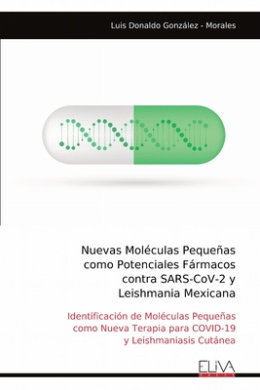 Luis Donaldo González - Morales
Nuevas Moléculas Pequeñas
como Potenciales Fármacos
contra SARS-CoV-2 y
Leishmania Mexicana
Identificación de Moléculas Pequeñas
como Nueva Terapia para COVID-19
y Leishmaniasis Cutánea
ELIVA
PRESS